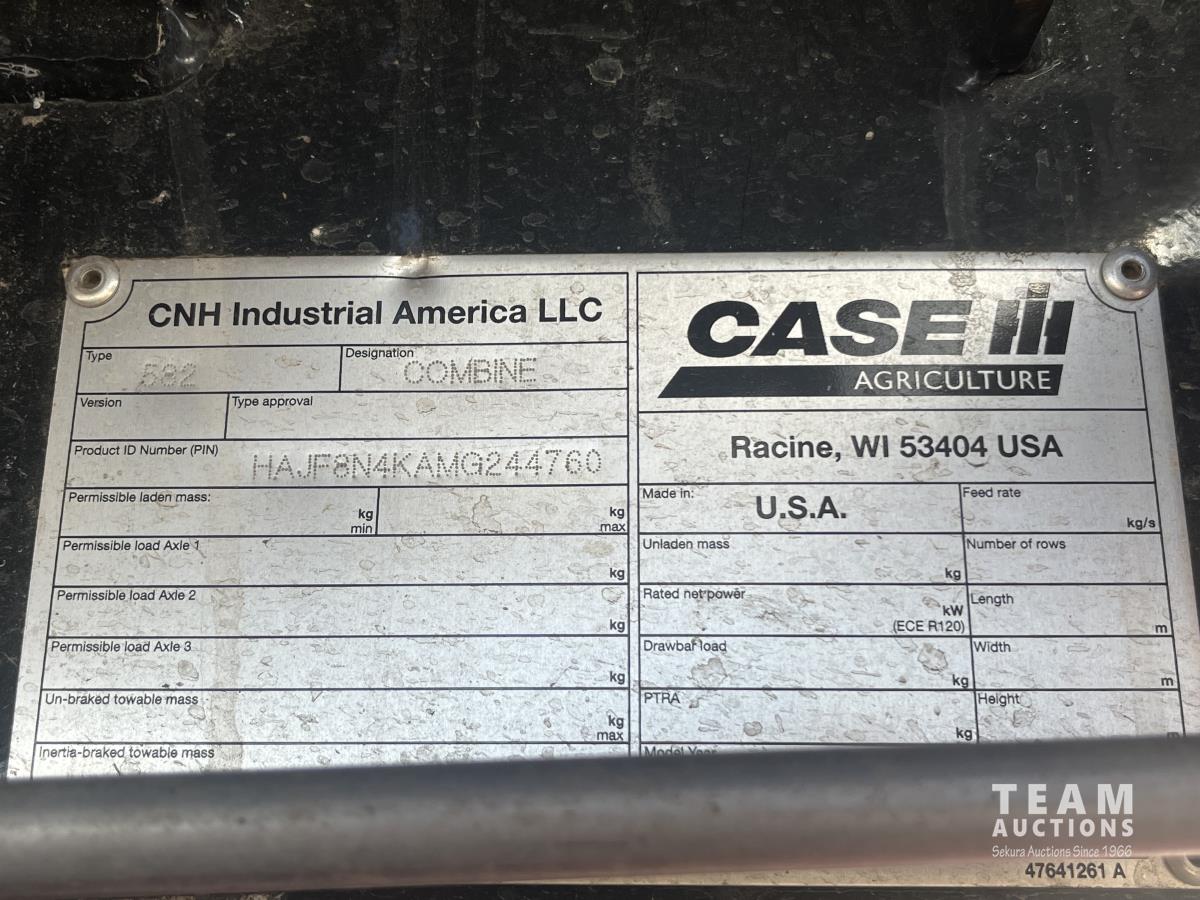 CNH Industrial America LLC
Type
582
Designation
COMBINE
Version
Type approval
Product ID Number (PIN)
HAJF8N4KAMG244760
Permissible laden mass:
kg
min
kg
max
Permissible load Axle 1
kg
Permissible load Axle 2
kg
Permissible load Axle 3
kg
Un-braked towable mass
kg
max
Inertia-braked towable mass
CASE IH
AGRICULTURE
Racine, WI 53404 USA
Made in:
U.S.A.
Feed rate
kg/s
Unladen mass
kg
Number of rows
Rated net power
kW
(ECE R120)
Length
m
Drawbar load
kg
Width
m
PTRA
kg
Height
m
Model Year
TEAM
AUCTIONS
Sekura Auctions Since 1966
47641261 A